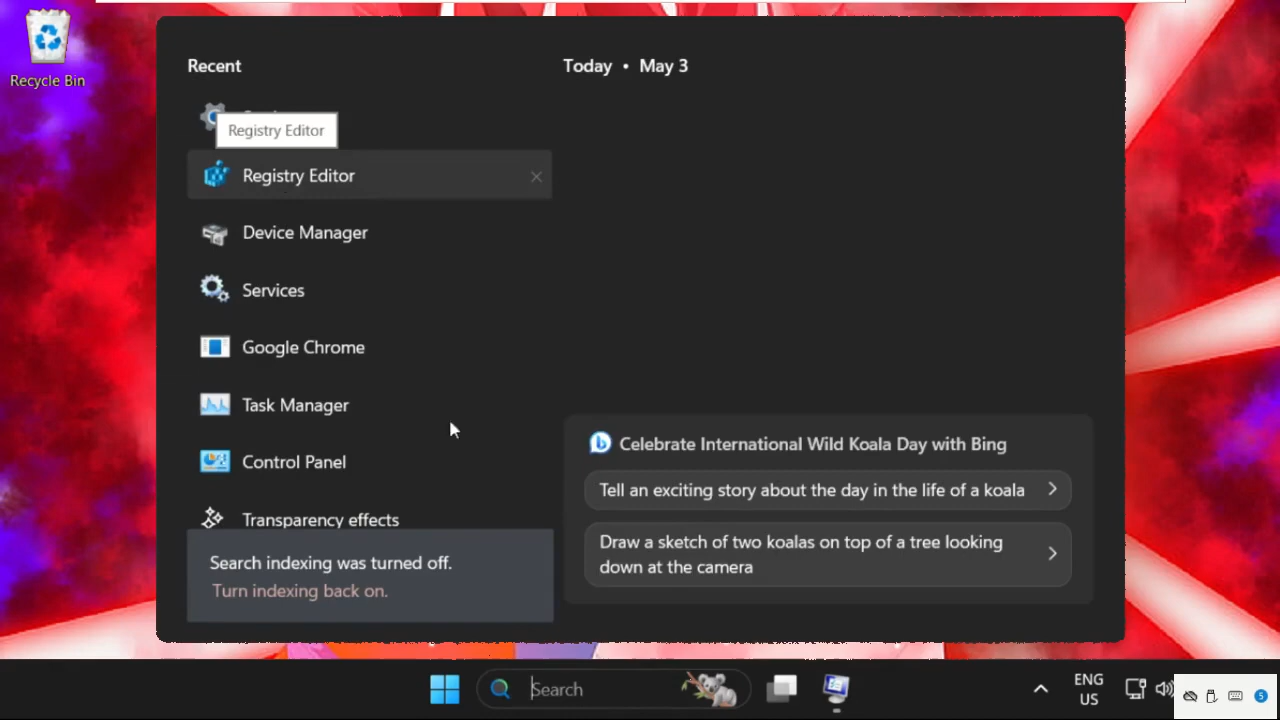 Recycle Bin
Recent
Registry Editor
Registry Editor
Device Manager
Services
Google Chrome
Task Manager
Control Panel
Transparency effects
Search indexing was turned off.
Turn indexing back on.
Today • May 3
Celebrate International Wild Koala Day with Bing
Tell an exciting story about the day in the life of a koala
Draw a sketch of two koalas on top of a tree looking
down at the camera
Search
ENG
US
5